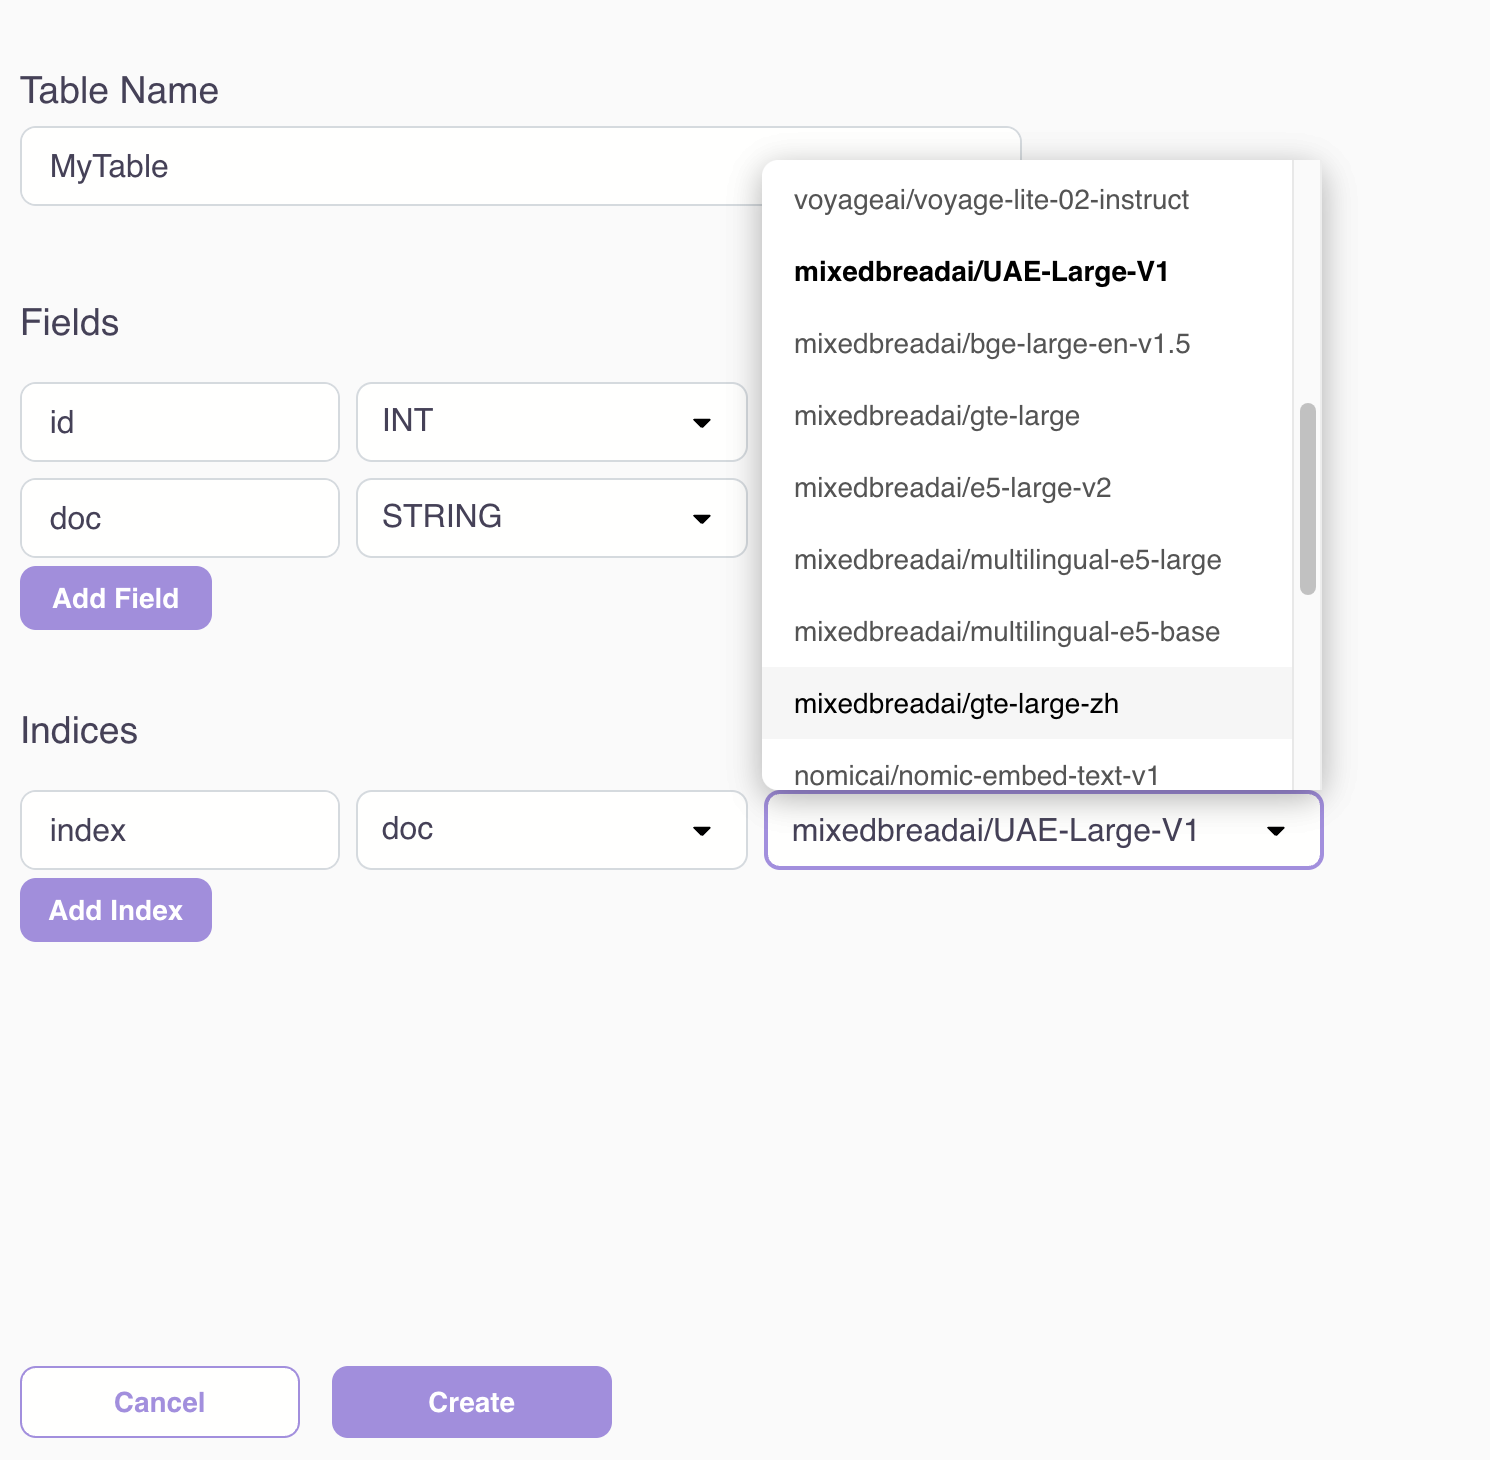 Table Name
MyTable
Fields
id
INT
doc
STRING
Add Field
Indices
index
doc
mixedbreadai/UAE-Large-V1
voyageai/voyage-lite-02-instruct
mixedbreadai/UAE-Large-V1
mixedbreadai/bge-large-en-v1.5
mixedbreadai/gte-large
mixedbreadai/e5-large-v2
mixedbreadai/multilingual-e5-large
mixedbreadai/multilingual-e5-base
mixedbreadai/gte-large-zh
nomicai/nomic-embed-text-v1
Add Index
Cancel
Create